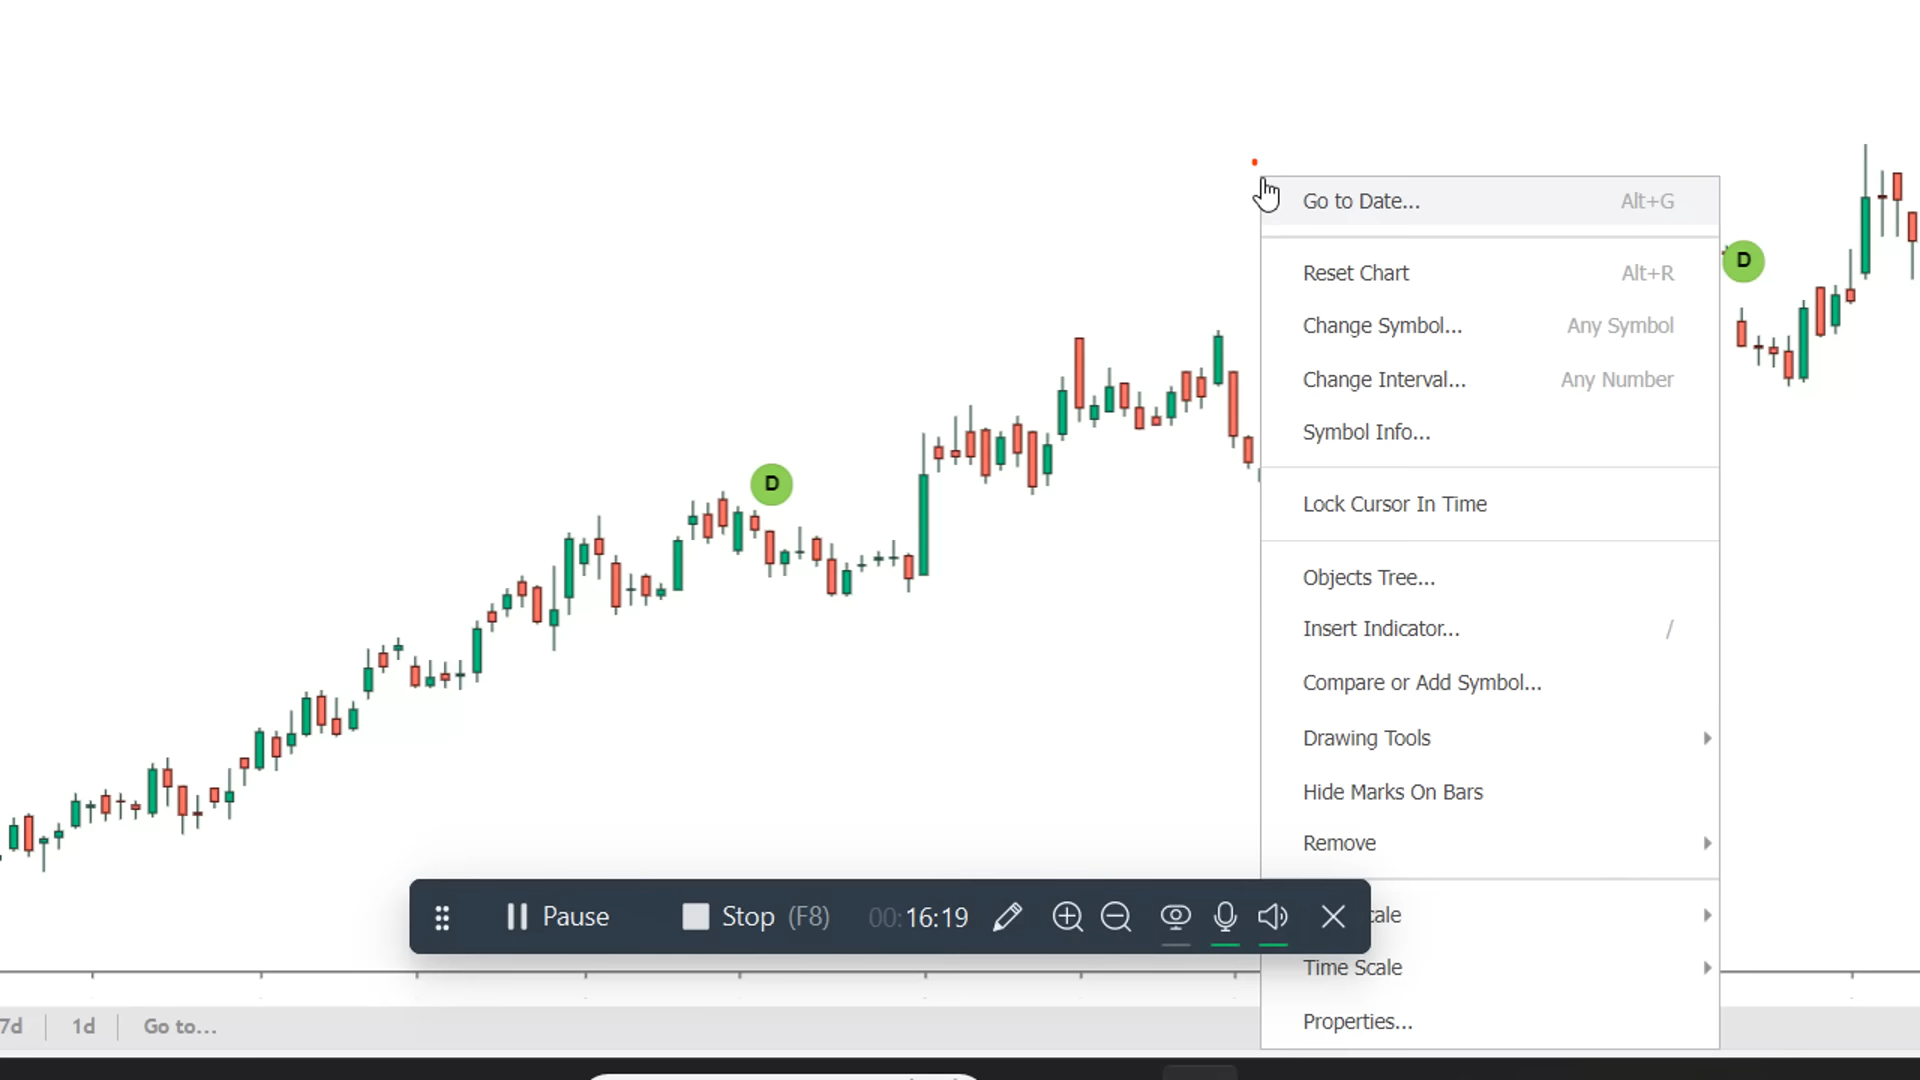 Go to Date... Alt+G
Reset Chart Alt+R
D
Change Symbol... Any Symbol
Change Interval... Any Number
Symbol Info...
D
Lock Cursor In Time
Objects Tree...
Insert Indicator... /
Compare or Add Symbol...
Drawing Tools
Hide Marks On Bars
Remove
Pause Stop (F8) 00:16:19
cale
Time Scale
7d 1d Go to...
Properties...